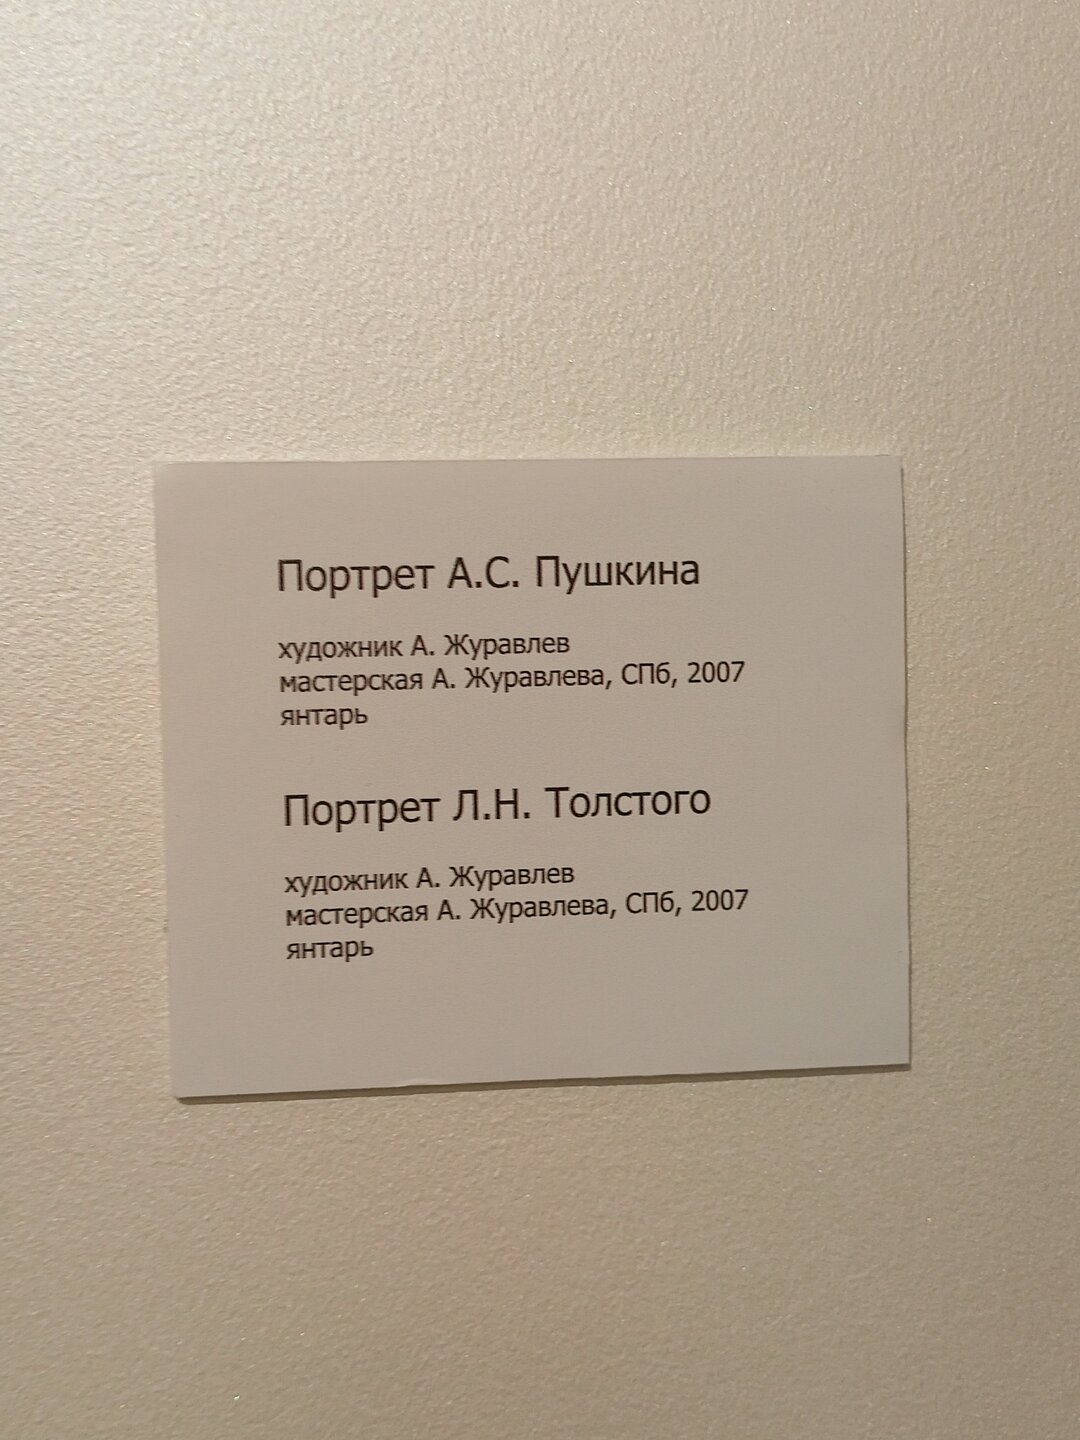 Портрет А.С. Пушкина
художник А. Журавлев
мастерская А. Журавлева, СПб, 2007
янтарь
Портрет Л.Н. Толстого
художник А. Журавлев
мастерская А. Журавлева, СПб, 2007
янтарь